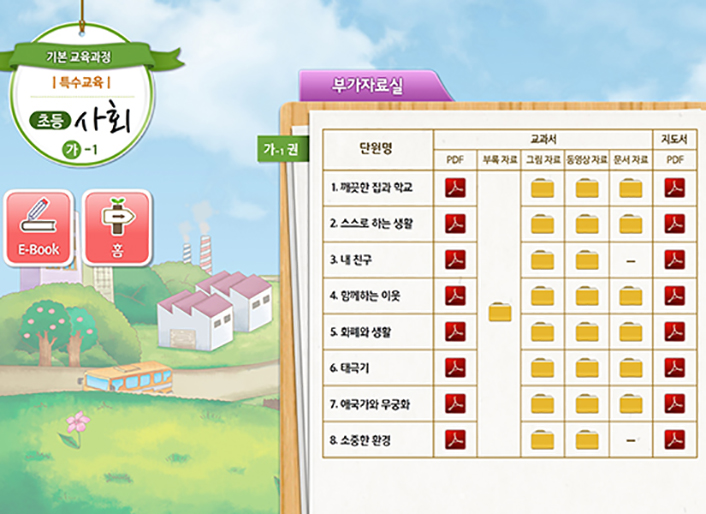 기본 교육과정
| 특수교육 |
초등 사회
가 -1
E-Book
홈
부가자료실
가-1 권
단원명 교과서 지도서
PDF 부록 자료 그림 자료 동영상 자료 문서 자료 PDF
1. 깨끗한 집과 학교
2. 스스로 하는 생활
3. 내 친구 –
4. 함께하는 이웃
5. 화폐와 생활
6. 태극기
7. 애국가와 무궁화
8. 소중한 환경 –